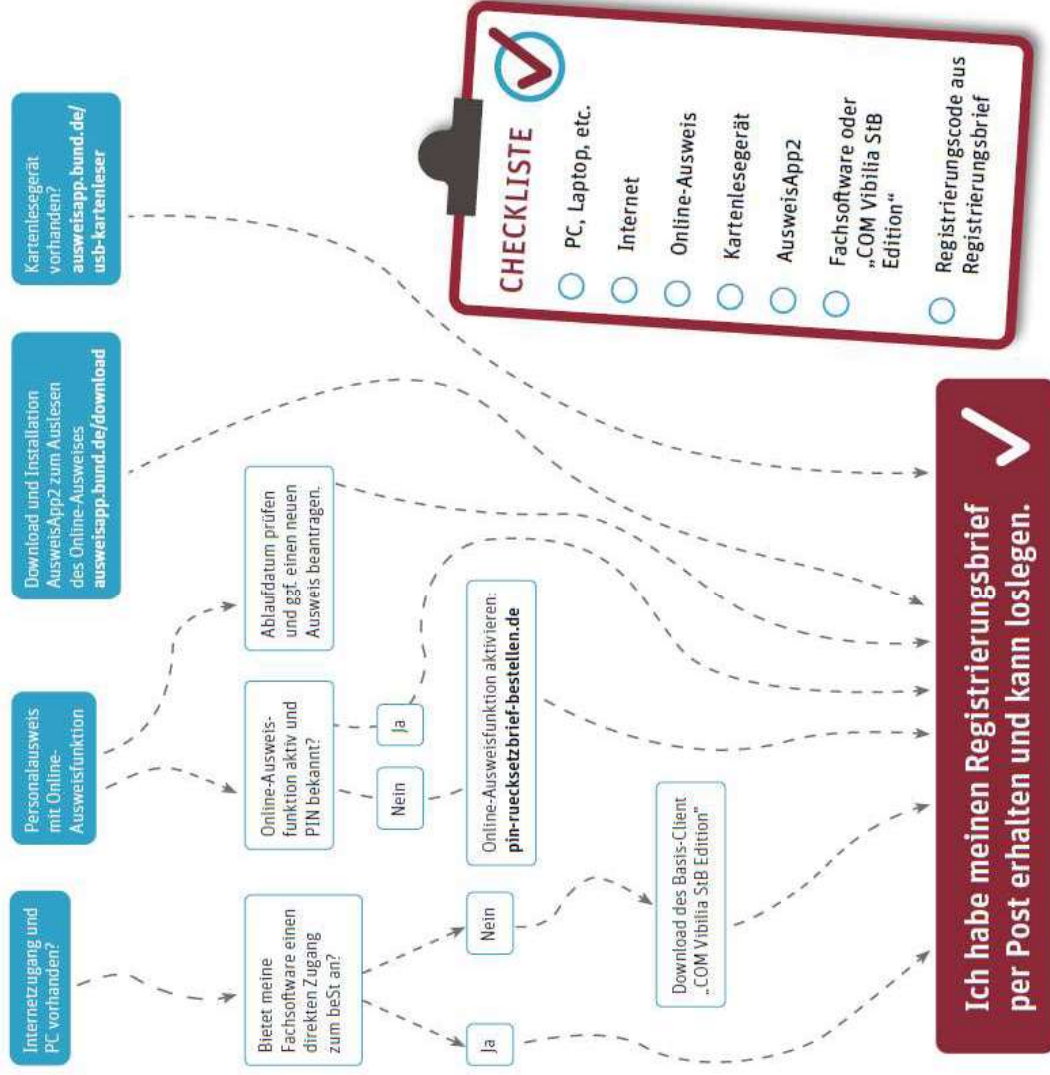 Internetzugang und
PC vorhanden?
Personalausweis
mit Online-
Ausweisfunktion
Download und Installation
AusweisApp2 zum Auslesen
des Online-Ausweises
ausweisapp.bund.de/download
Kartenlesegerät
vorhanden?
ausweisapp.bund.de/
usb-kartenleser
Bietet meine
Fachsoftware einen
direkten Zugang
zum beSt an?
Online-Ausweis-
funktion aktiv und
PIN bekannt?
Ablaufdatum prüfen
und ggf. einen neuen
Ausweis beantragen.
Nein
Ja
Ja
Nein
Online-Ausweisfunktion aktivieren:
pin-ruecksetzbrief-bestellen.de
Download des Basis-Client
„COM Vibilia StB Edition"
CHECKLISTE
PC, Laptop, etc.
Internet
Online-Ausweis
Kartenlesegerät
AusweisApp2
Fachsoftware oder
„COM Vibilia StB
Edition"
Registrierungscode aus
Registrierungsbrief
Ich habe meinen Registrierungsbrief
per Post erhalten und kann loslegen.